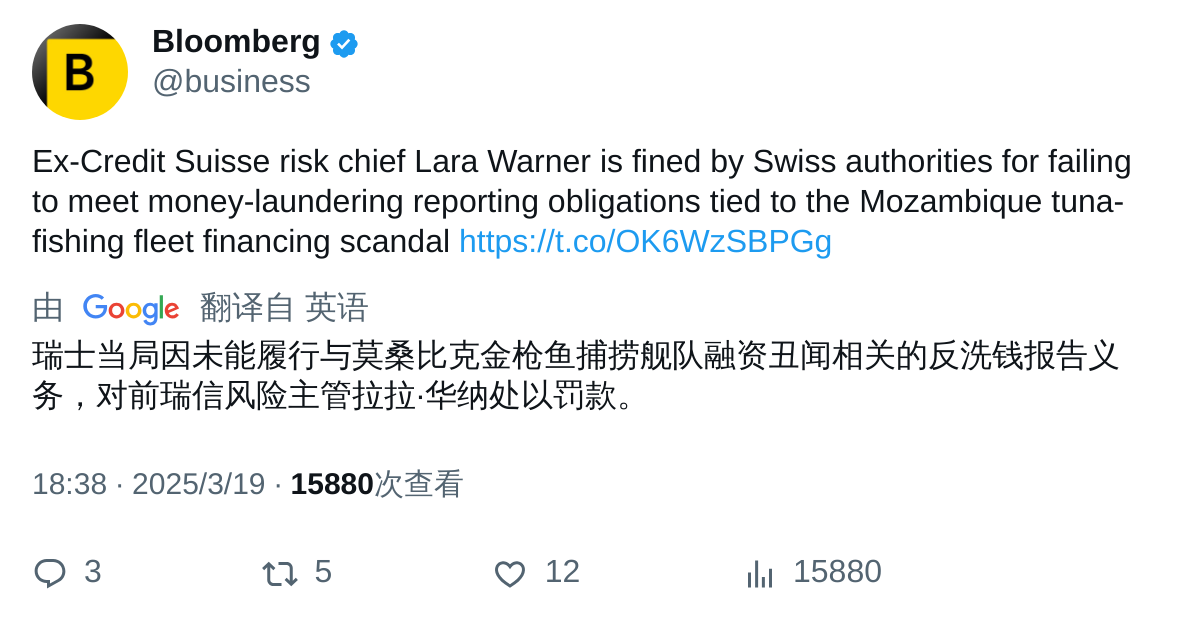 B
Bloomberg
@business
Ex-Credit Suisse risk chief Lara Warner is fined by Swiss authorities for failing
to meet money-laundering reporting obligations tied to the Mozambique tuna-
fishing fleet financing scandal https://t.co/OK6WzSBPGg
由 Google 翻译自 英语
瑞士当局因未能履行与莫桑比克金枪鱼捕捞舰队融资丑闻相关的反洗钱报告义
务，对前瑞信风险主管拉拉·华纳处以罚款。
18:38 · 2025/3/19 · 15880次查看
3 5 12 15880